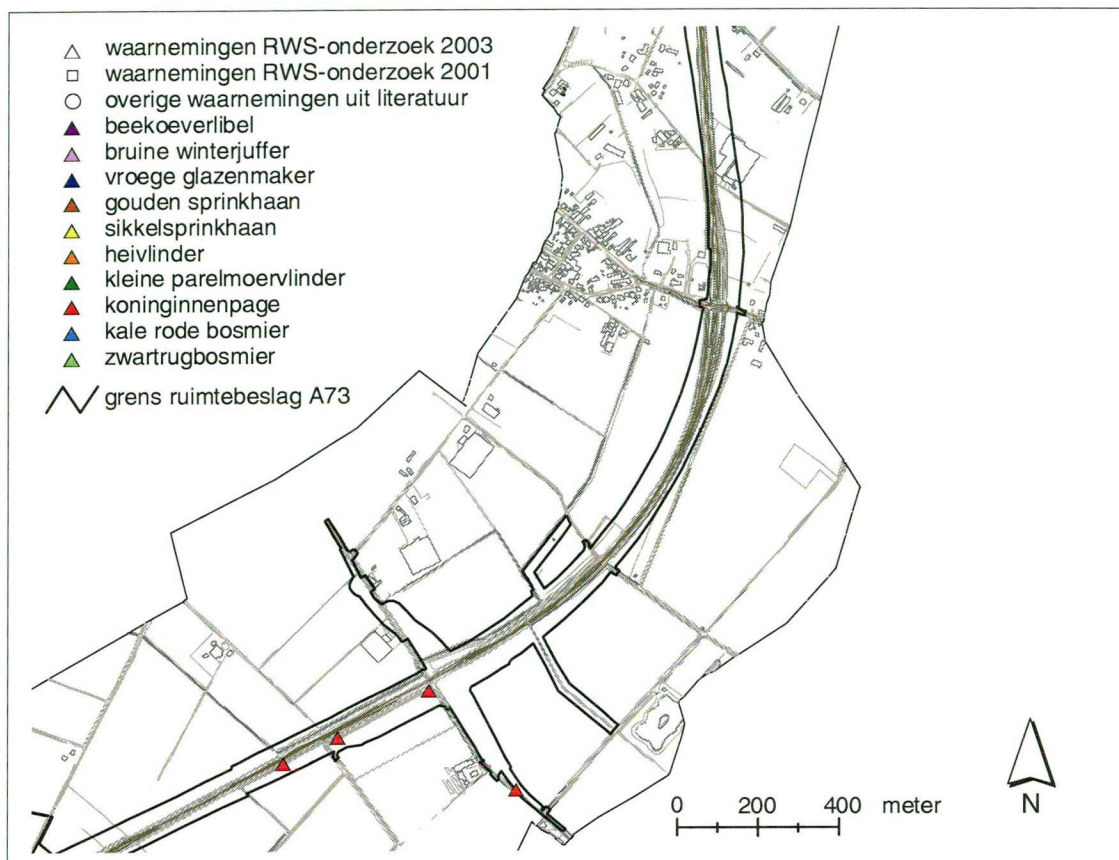 waarnemingen RWS-onderzoek 2003
waarnemingen RWS-onderzoek 2001
overige waarnemingen uit literatuur
beekoeverlibel
bruine winterjuffer
vroege glazenmaker
gouden sprinkhaan
sikkelsprinkhaan
heivlinder
kleine parelmoervlinder
koninginnenpage
kale rode bosmier
zwartrugbosmier
grens ruimtebeslag A73
0 200 400 meter
N